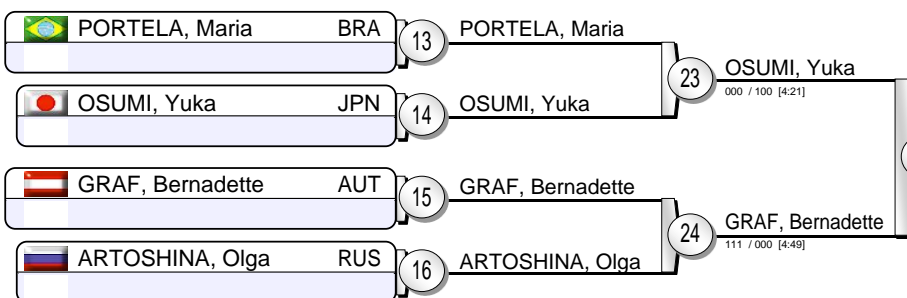 PORTELA, Maria BRA
13
PORTELA, Maria
OSUMI, Yuka JPN
14
OSUMI, Yuka
23
OSUMI, Yuka
000 / 100 [4:21]
GRAF, Bernadette AUT
15
GRAF, Bernadette
ARTOSHINA, Olga RUS
16
ARTOSHINA, Olga
24
GRAF, Bernadette
111 / 000 [4:49]